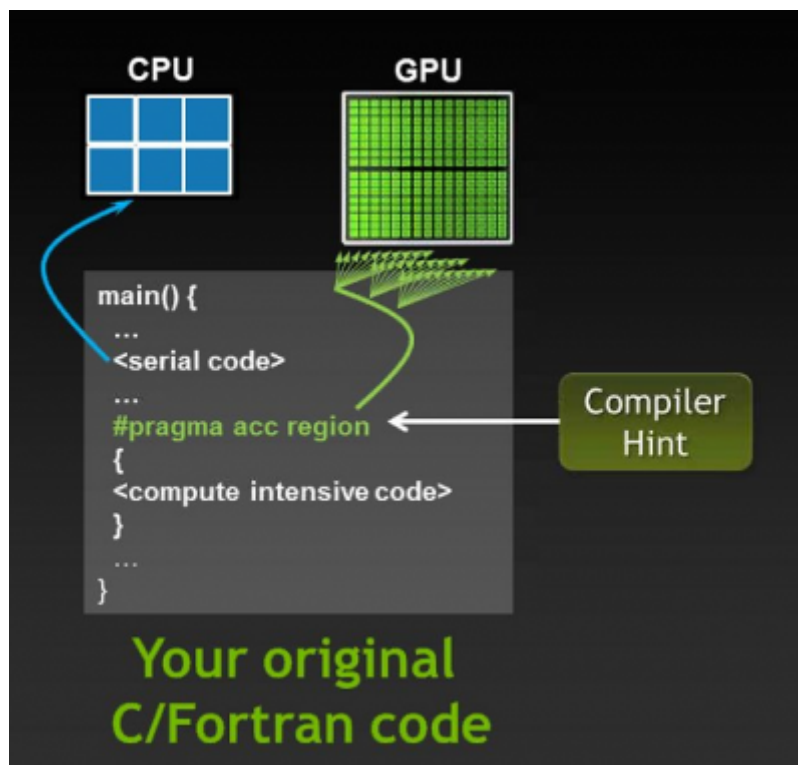 CPU
GPU
main() {
...
<serial code>
...
#pragma acc region
{
<compute intensive code>
}
...
}
Compiler
Hint
Your original
C/Fortran code